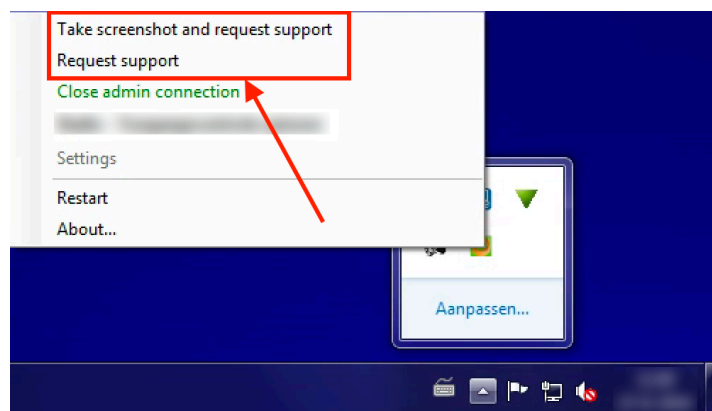 Take screenshot and request support
Request support
Close admin connection
Settings
Restart
About...
Aanpassen...